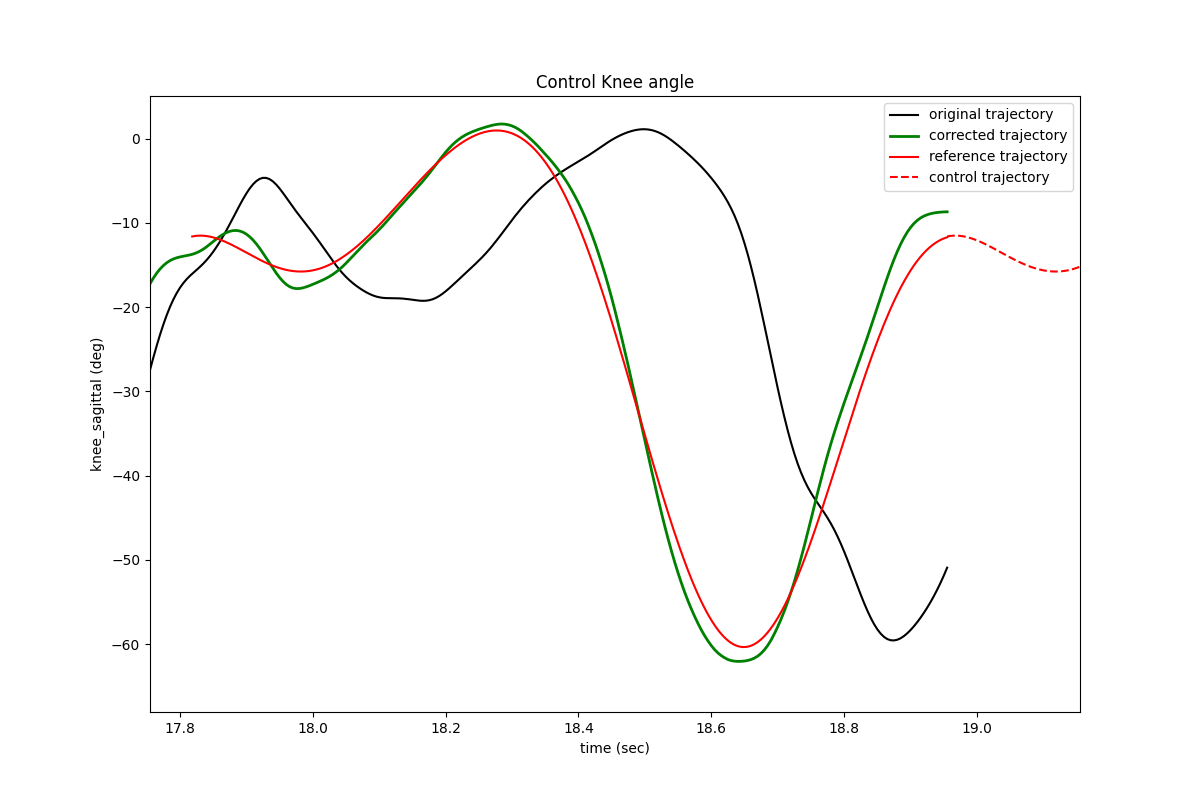 Control Knee angle
original trajectory
corrected trajectory
reference trajectory
control trajectory
knee_sagittal (deg)
0
−10
−20
−30
−40
−50
−60
17.8 18.0 18.2 18.4 18.6 18.8 19.0
time (sec)